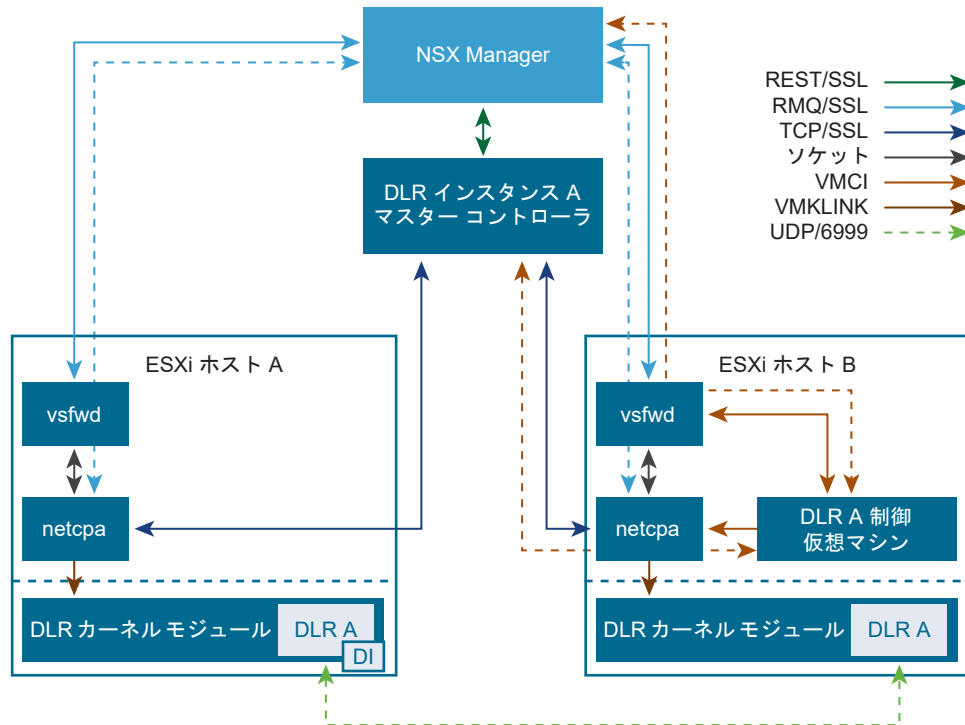 NSX Manager
REST/SSL
RMQ/SSL
TCP/SSL
ソケット
VMCI
VMKLINK
UDP/6999
DLR インスタンス A
マスター コントローラ
ESXi ホスト A
vsfwd
netcpa
DLR カーネル モジュール
DLR A
DI
ESXi ホスト B
vsfwd
netcpa
DLR A 制御
仮想マシン
DLR カーネル モジュール
DLR A